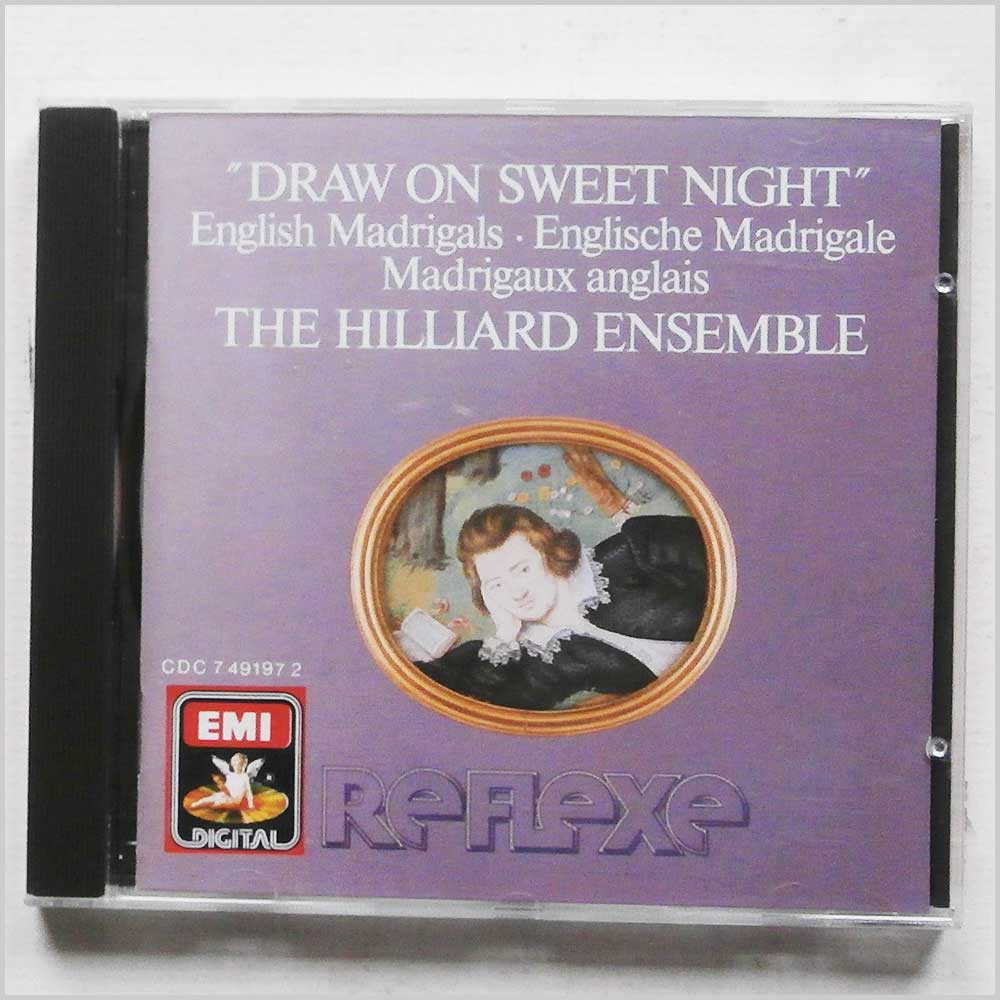 "DRAW ON SWEET NIGHT"
English Madrigals · Englische Madrigale
Madrigaux anglais
THE HILLIARD ENSEMBLE
CDC 7 49197 2
EMI
DIGITAL
Reflexe